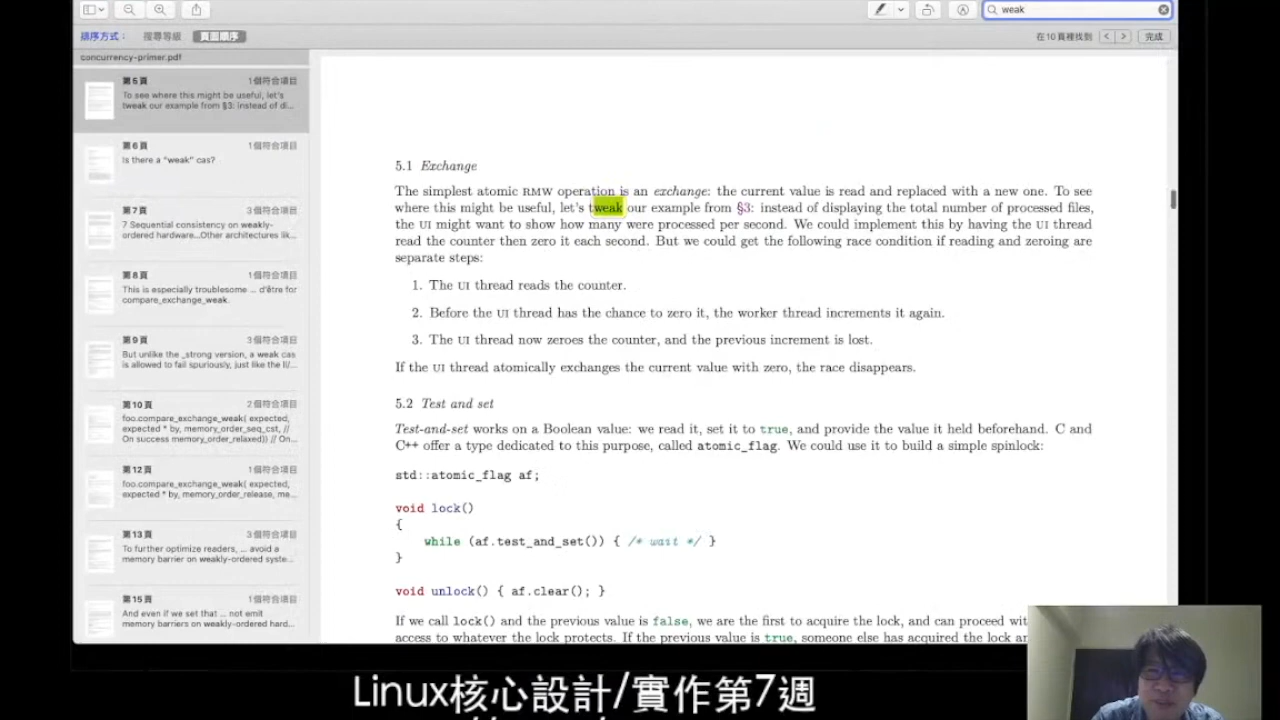 weak
排序方式：
搜尋等級
頁面順序
在10頁裡找到
完成
concurrency-primer.pdf
第5頁
1個符合項目
To see where this might be useful, let's
tweak our example from §3: instead of di...
第6頁
1個符合項目
Is there a "weak" cas?
第7頁
3個符合項目
7 Sequential consistency on weakly-
ordered hardware...Other architectures lik...
第8頁
1個符合項目
This is especially troublesome ... d'être for
compare_exchange_weak.
第9頁
3個符合項目
But unlike the _strong version, a weak cas
is allowed to fail spuriously, just like the ll/...
第10頁
2個符合項目
foo.compare_exchange_weak( expected,
expected * by, memory_order_seq_cst, //
On success memory_order_relaxed)) // On...
第12頁
1個符合項目
foo.compare_exchange_weak( expected,
expected * by, memory_order_release, me...
第13頁
3個符合項目
To further optimize readers, ... avoid a
memory barrier on weakly-ordered syste...
第15頁
1個符合項目
And even if we set that ... not emit
memory barriers on weakly-ordered hard...
5.1 Exchange
The simplest atomic RMW operation is an exchange: the current value is read and replaced with a new one. To see
where this might be useful, let's tweak our example from §3: instead of displaying the total number of processed files,
the UI might want to show how many were processed per second. We could implement this by having the UI thread
read the counter then zero it each second. But we could get the following race condition if reading and zeroing are
separate steps:
1. The UI thread reads the counter.
2. Before the UI thread has the chance to zero it, the worker thread increments it again.
3. The UI thread now zeroes the counter, and the previous increment is lost.
If the UI thread atomically exchanges the current value with zero, the race disappears.
5.2 Test and set
Test-and-set works on a Boolean value: we read it, set it to true, and provide the value it held beforehand. C and
C++ offer a type dedicated to this purpose, called atomic_flag. We could use it to build a simple spinlock:
std::atomic_flag af;
void lock()
{
while (af.test_and_set()) { /* wait */ }
}
void unlock() { af.clear(); }
If we call lock() and the previous value is false, we are the first to acquire the lock, and can proceed wit
access to whatever the lock protects. If the previous value is true, someone else has acquired the lock an
Linux核心設計/實作第7週